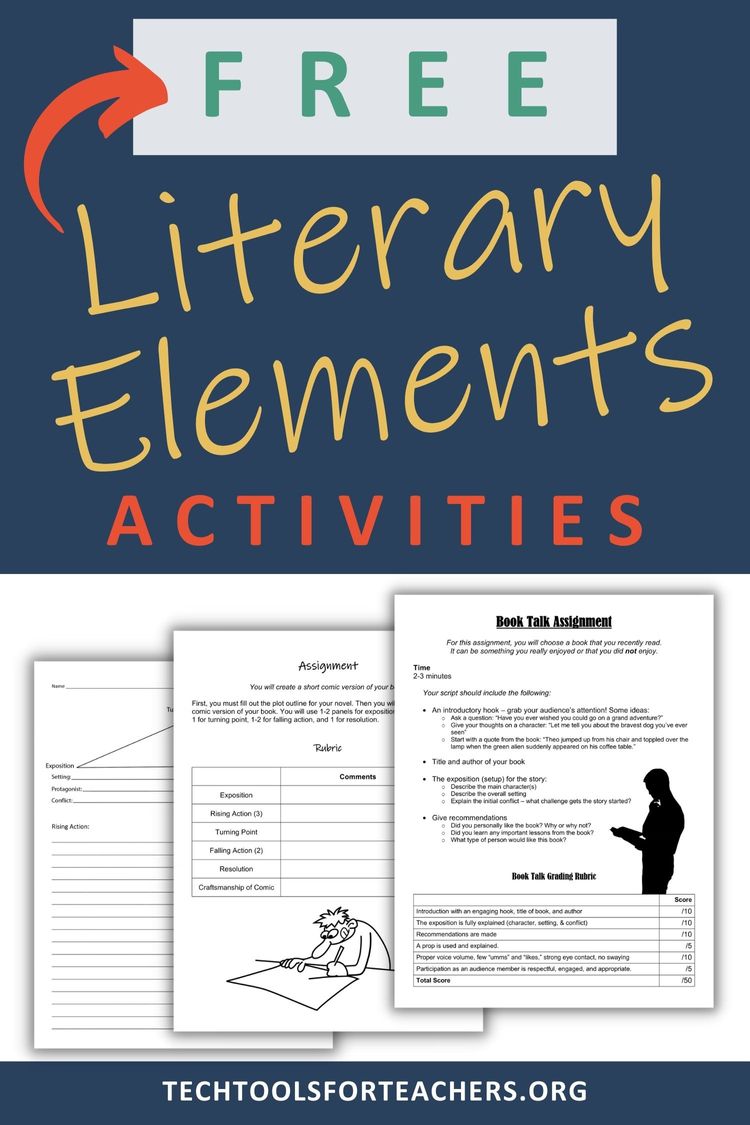 FREE
Literary
Elements
ACTIVITIES
Name
Exposition
Setting:
Protagonist:
Conflict:
Rising Action:
Assignment
You will create a short comic version of your b
First, you must fill out the plot outline for your novel. Then you wil
comic version of your book. You will use 1-2 panels for exposition
1 for turning point, 1-2 for falling action, and 1 for resolution.
Rubric
Comments
Exposition
Rising Action (3)
Turning Point
Falling Action (2)
Resolution
Craftsmanship of Comic
Book Talk Assignment
For this assignment, you will choose a book that you recently read.
It can be something you really enjoyed or that you did not enjoy.
Time
2-3 minutes
Your script should include the following:
• An introductory hook – grab your audience's attention! Some ideas:
o Ask a question: "Have you ever wished you could go on a grand adventure?"
o Give your thoughts on a character: "Let me tell you about the bravest dog you've ever
seen"
o Start with a quote from the book: "Theo jumped up from his chair and toppled over the
lamp when the green alien suddenly appeared on his coffee table."
• Title and author of your book
• The exposition (setup) for the story:
o Describe the main character(s)
o Describe the overall setting
o Explain the initial conflict – what challenge gets the story started?
• Give recommendations
o Did you personally like the book? Why or why not?
o Did you learn any important lessons from the book?
o What type of person would like this book?
Book Talk Grading Rubric
Score
Introduction with an engaging hook, title of book, and author /10
The exposition is fully explained (character, setting, & conflict) /10
Recommendations are made /10
A prop is used and explained. /5
Proper voice volume, few "umms" and "likes," strong eye contact, no swaying /10
Participation as an audience member is respectful, engaged, and appropriate. /5
Total Score /50
TECHTOOLSFORTEACHERS.ORG